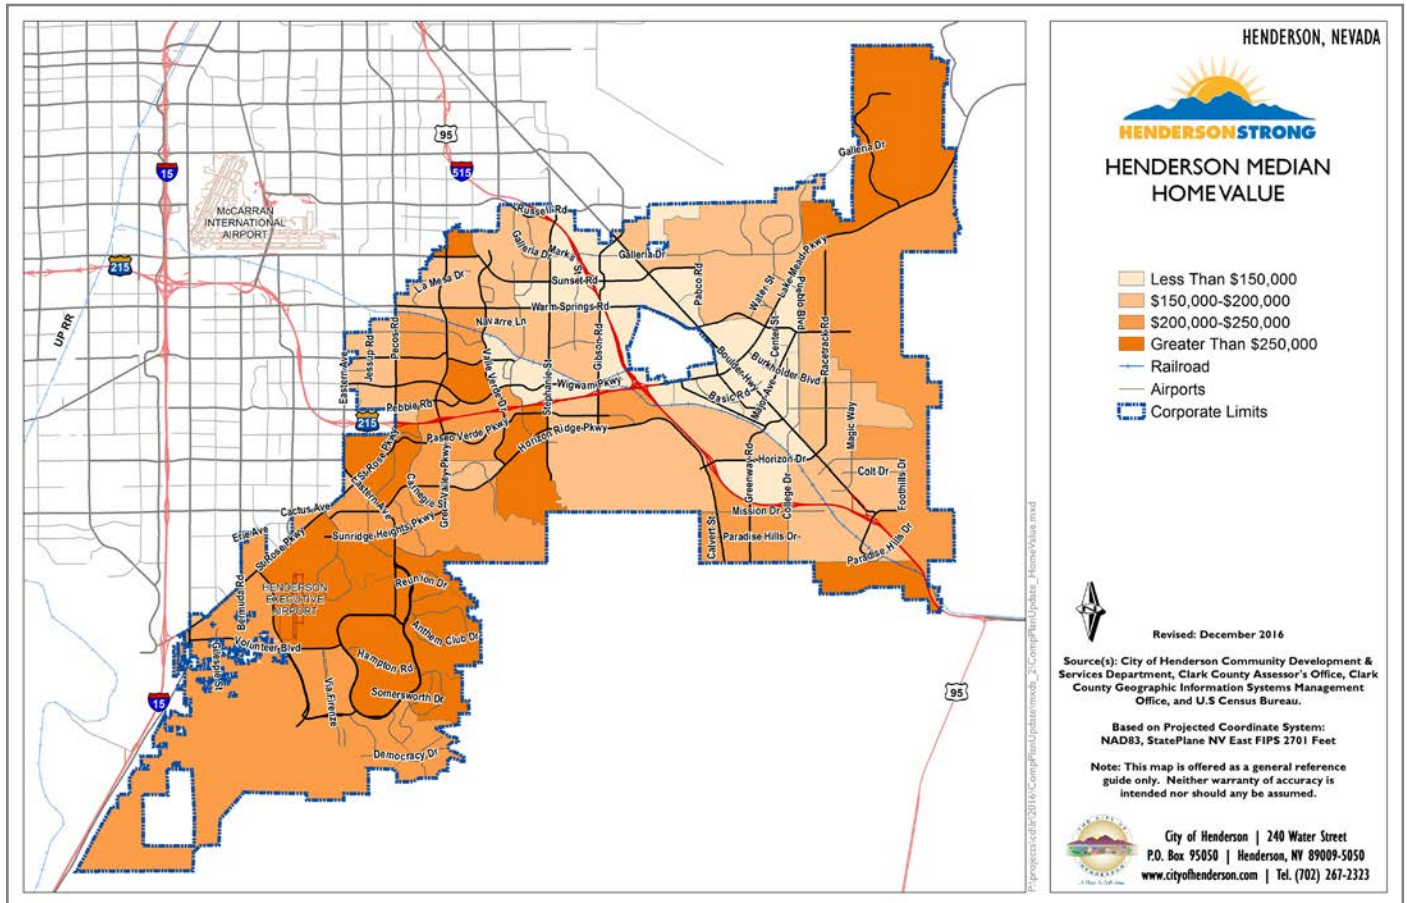 HENDERSON, NEVADA
HENDERSONSTRONG
HENDERSON MEDIAN
HOME VALUE
Less Than $150,000
$150,000-$200,000
$200,000-$250,000
Greater Than $250,000
Railroad
Airports
Corporate Limits
Revised: December 2016
Source(s): City of Henderson Community Development &
Services Department, Clark County Assessor's Office, Clark
County Geographic Information Systems Management
Office, and U.S Census Bureau.
Based on Projected Coordinate System:
NAD83, StatePlane NV East FIPS 2701 Feet
Note: This map is offered as a general reference
guide only. Neither warranty of accuracy is
intended nor should any be assumed.
City of Henderson | 240 Water Street
P.O. Box 95050 | Henderson, NV 89009-5050
www.cityofhenderson.com | Tel. (702) 267-2323
95
515
15
McCARRAN
INTERNATIONAL
AIRPORT
215
UP RR
Galleria Dr
Russell Rd
Galleria Dr
Marks St
Galleria Dr
La Mesa Dr
Sunset Rd
Pabco Rd
Water St
Lake Mead Pkwy
Pueblo Blvd
Warm Springs Rd
Navarre Ln
Gibson Rd
Center St
Racetrack Rd
Eastern Ave
Jessup Rd
Pecos Rd
Valle Verde Dr
Stephanie St
Wigwam Pkwy
Boulder Hwy
Burkholder Blvd
Basic Rd
Major Ave
Magic Way
Pebble Rd
215
Paseo Verde Pkwy
Horizon Ridge Pkwy
St Rose Pkwy
Eastern Ave
Carnegie St
Green Valley Pkwy
Greenway Rd
Horizon Dr
College Dr
Colt Dr
Foothills Dr
Cactus Ave
Sunridge Heights Pkwy
Calvert St
Mission Dr
Paradise Hills Dr
Paradise Hills Dr
Erie Ave
St Rose Pkwy
Bermuda Rd
HENDERSON
EXECUTIVE
AIRPORT
Reunion Dr
Anthem Club Dr
Volunteer Blvd
Gilespie St
Hampton Rd
Via Firenze
Somersworth Dr
Democracy Dr
15
95